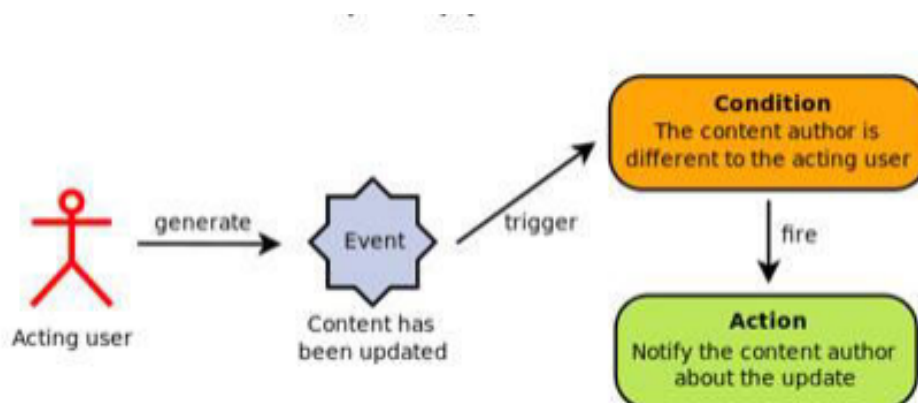 Condition
The content author is
different to the acting user
generate
Event
trigger
fire
Acting user
Content has
been updated
Action
Notify the content author
about the update